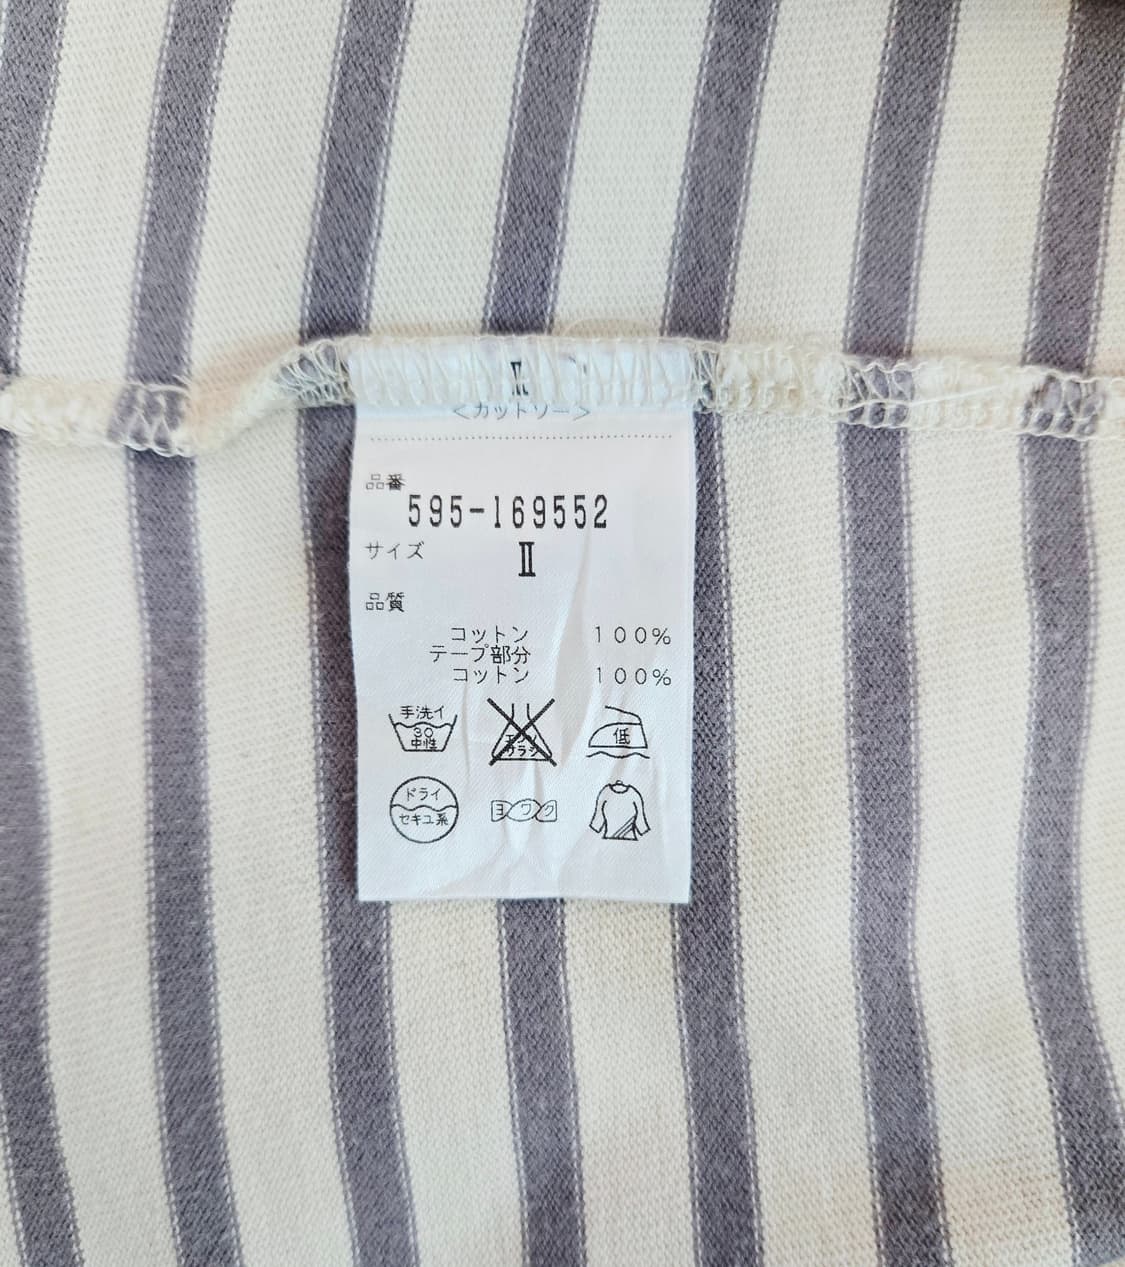 II
<カットソー>
品番
595-169552
サイズ
II
品質
コットン 100%
テープ部分
コットン 100%
手洗イ
30
中性
エンソ
サラシ
低
ドライ
セキユ系
ヨワク